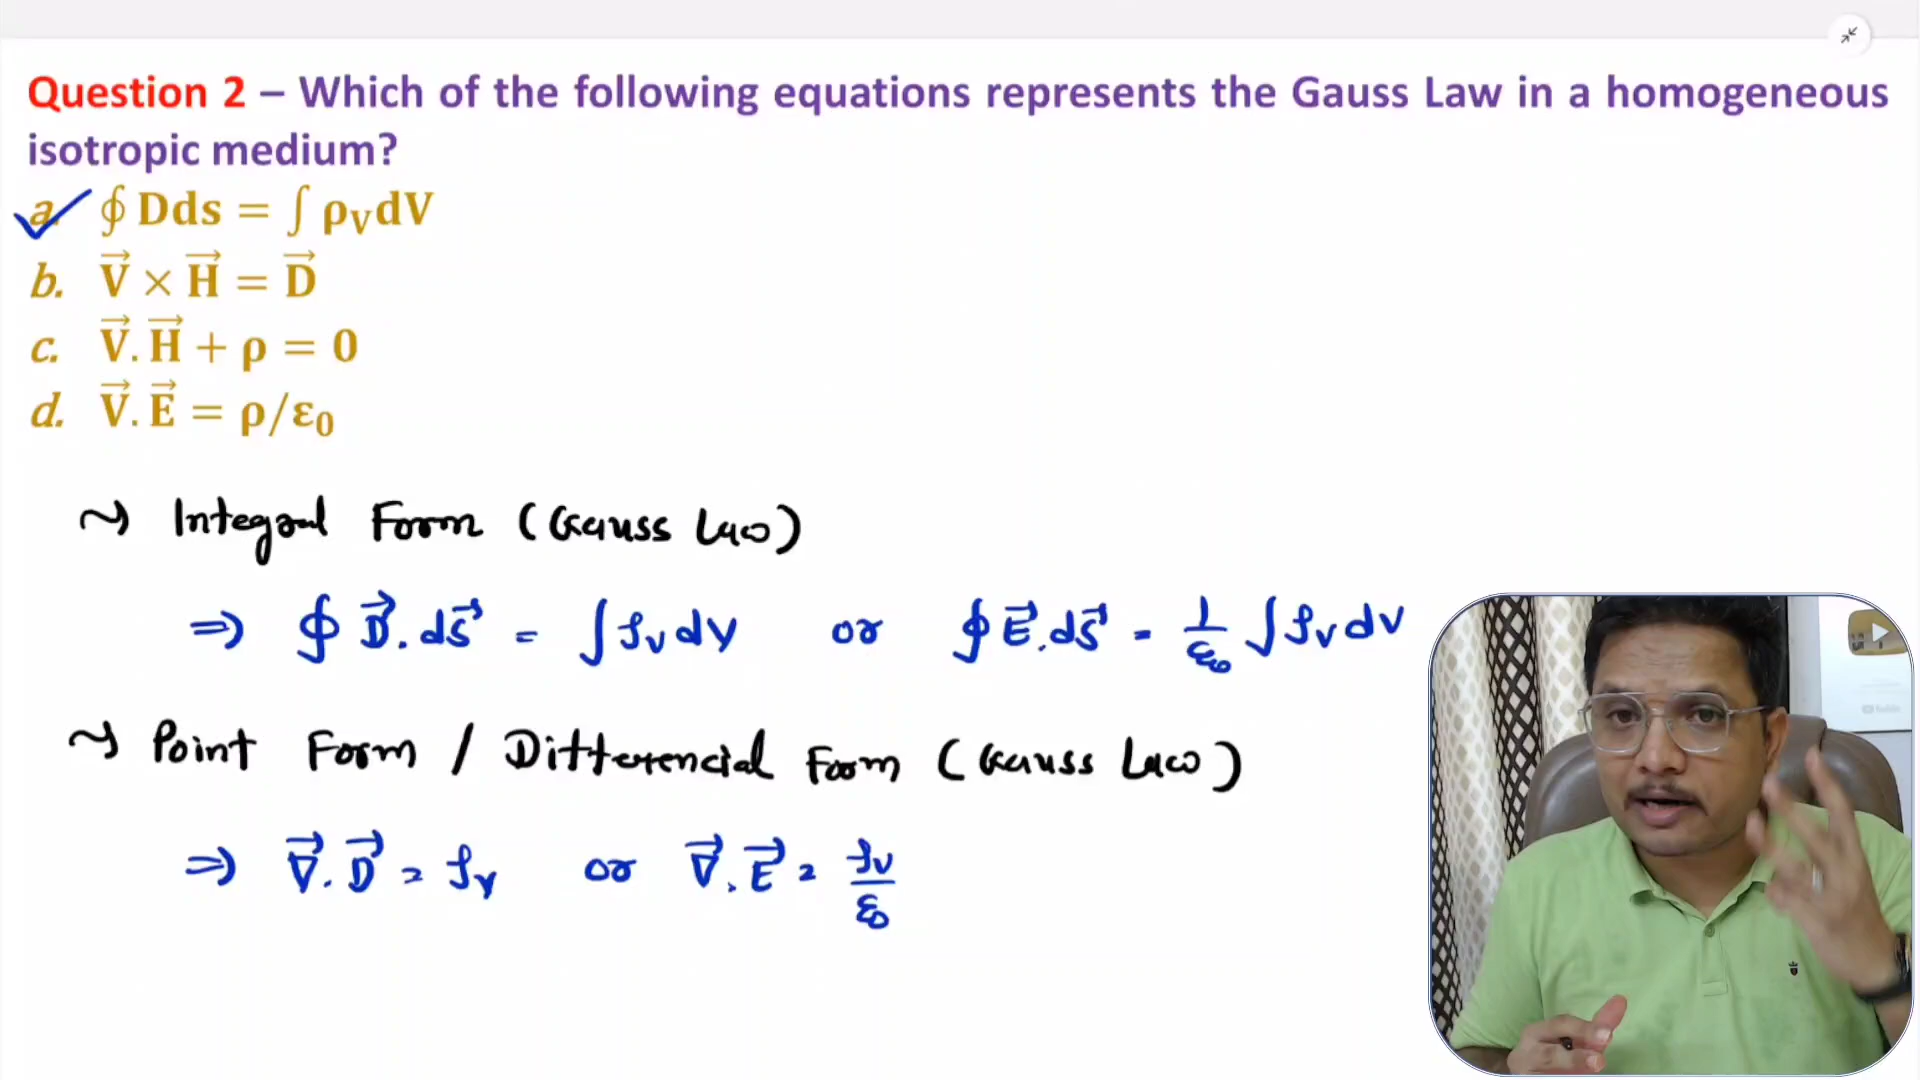 Question 2 – Which of the following equations represents the Gauss Law in a homogeneous
isotropic medium?
a. ∮ Dds = ∫ ρ_V dV
b. V⃗ × H⃗ = D⃗
c. V⃗. H⃗ + ρ = 0
d. V⃗. E⃗ = ρ/ε₀
~) Integral Form (Gauss Law)
⇒ ∮ D⃗. ds⃗ = ∫ ρ_v dv or ∮ E⃗. ds⃗ = 1/ε₀ ∫ ρ_v dv
~) Point Form / Differencial Form (Gauss Law)
⇒ ∇⃗. D⃗ = ρ_v or ∇⃗. E⃗ = ρ_v/ε₀